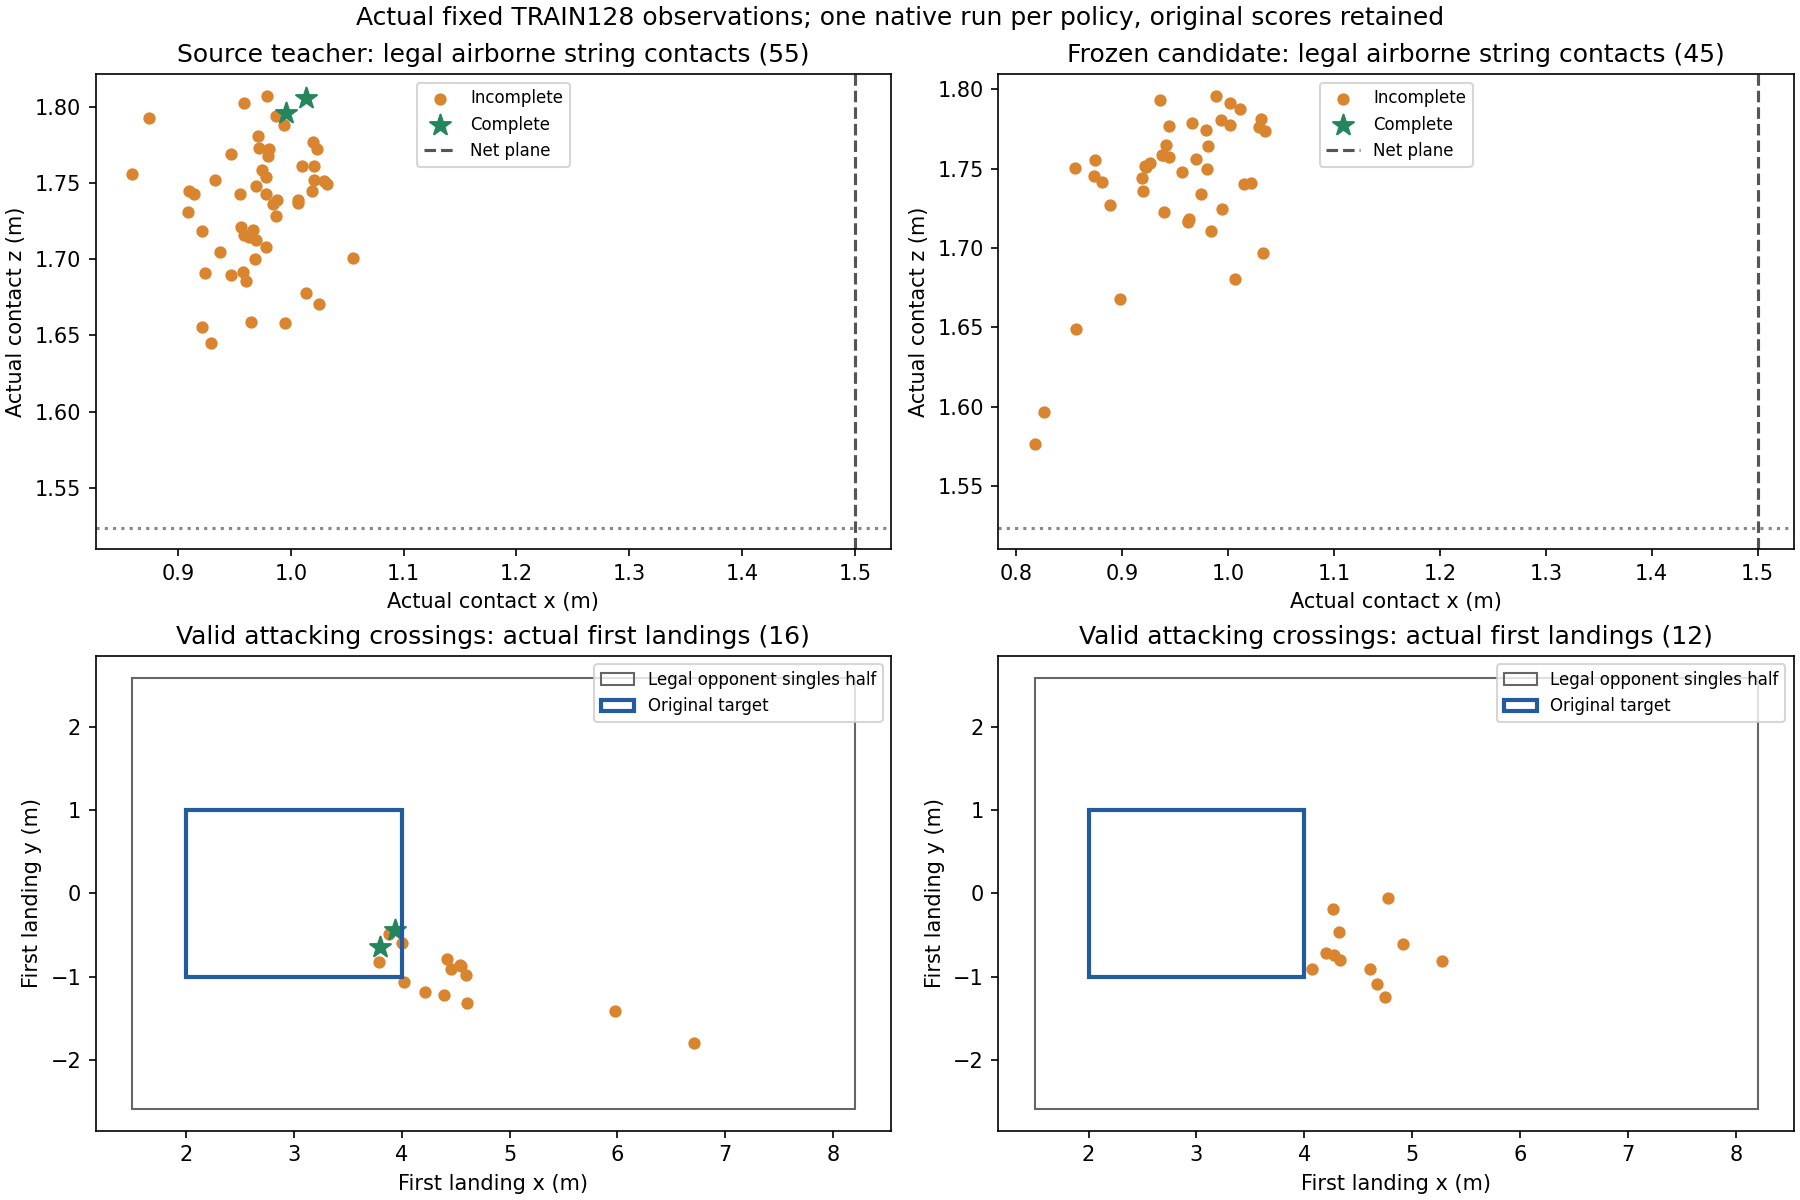 Actual fixed TRAIN128 observations; one native run per policy, original scores retained
Source teacher: legal airborne string contacts (55)
Incomplete
Complete
Net plane
1.80
1.75
1.70
1.65
1.60
1.55
Actual contact z (m)
0.9 1.0 1.1 1.2 1.3 1.4 1.5
Actual contact x (m)
Frozen candidate: legal airborne string contacts (45)
Incomplete
Complete
Net plane
1.80
1.75
1.70
1.65
1.60
1.55
Actual contact z (m)
0.8 0.9 1.0 1.1 1.2 1.3 1.4 1.5
Actual contact x (m)
Valid attacking crossings: actual first landings (16)
Legal opponent singles half
Original target
2
1
0
−1
−2
First landing y (m)
2 3 4 5 6 7 8
First landing x (m)
Valid attacking crossings: actual first landings (12)
Legal opponent singles half
Original target
2
1
0
−1
−2
First landing y (m)
2 3 4 5 6 7 8
First landing x (m)